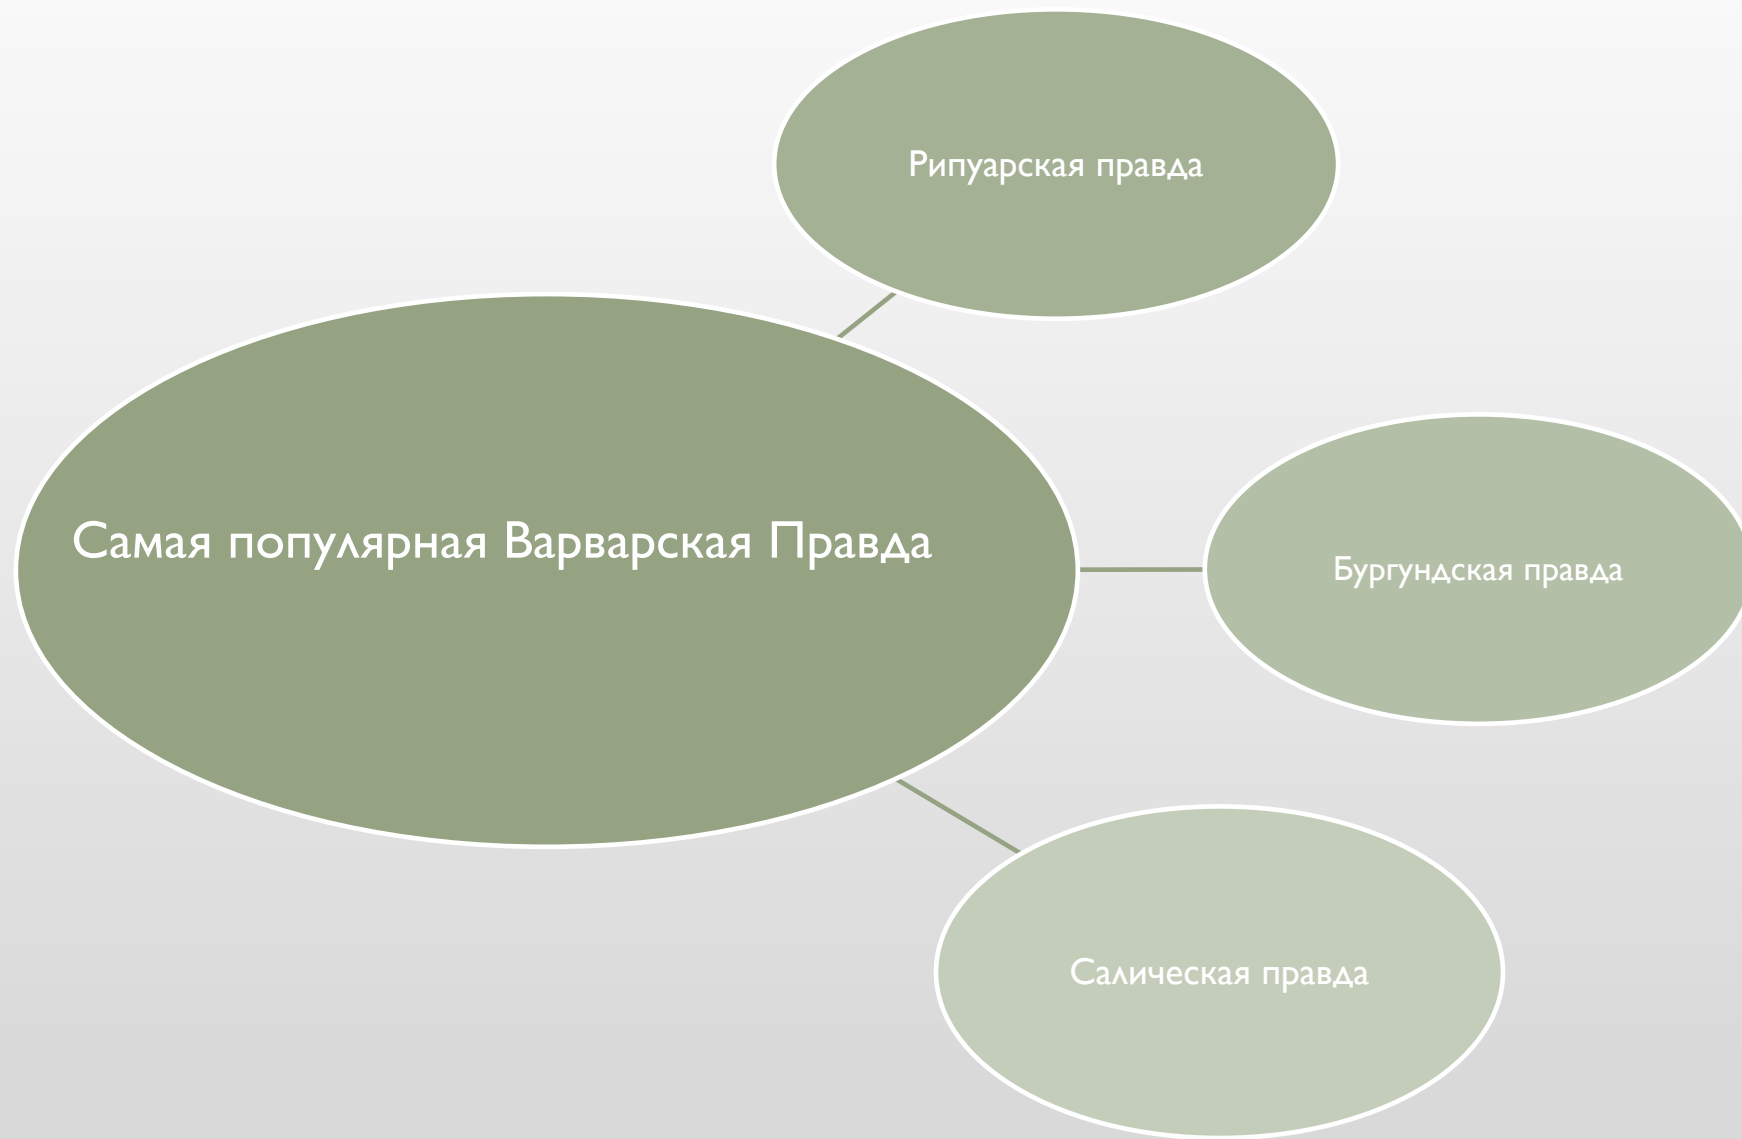 Рипуарская правда
Самая популярная Варварская Правда
Бургундская правда
Салическая правда